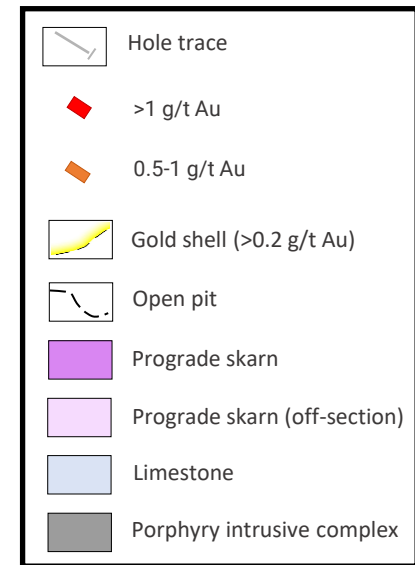 Hole trace
>1 g/t Au
0.5-1 g/t Au
Gold shell (>0.2 g/t Au)
Open pit
Prograde skarn
Prograde skarn (off-section)
Limestone
Porphyry intrusive complex